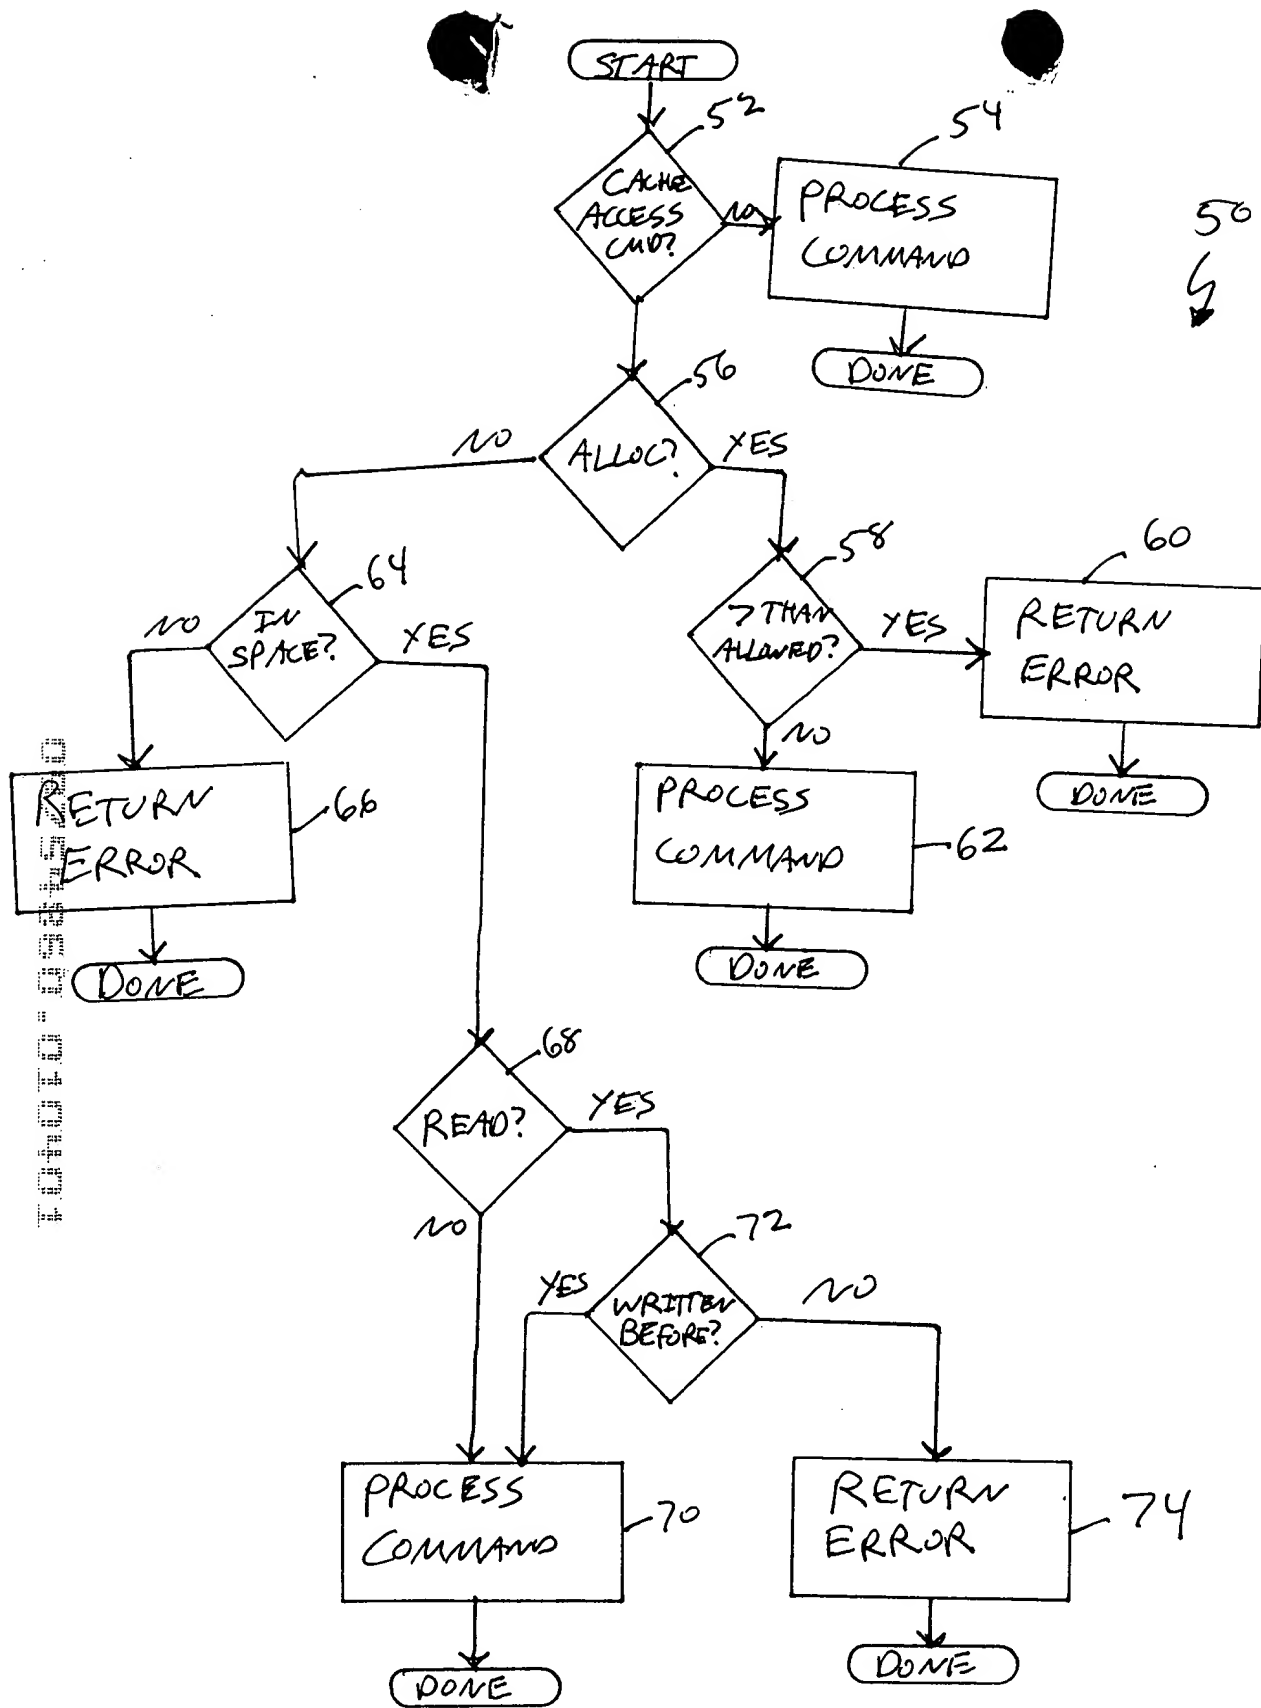 START
52
54
CACHE
ACCESS
CMD?
NO
PROCESS
COMMAND
50
DONE
56
NO
ALLOC?
YES
64
58
60
NO
IN
SPACE?
YES
> THAN
ALLOWED?
YES
RETURN
ERROR
NO
DONE
RETURN
ERROR
66
PROCESS
COMMAND
62
DONE
DONE
68
READ?
YES
NO
72
YES
WRITTEN
BEFORE?
NO
PROCESS
COMMAND
70
RETURN
ERROR
74
DONE
DONE